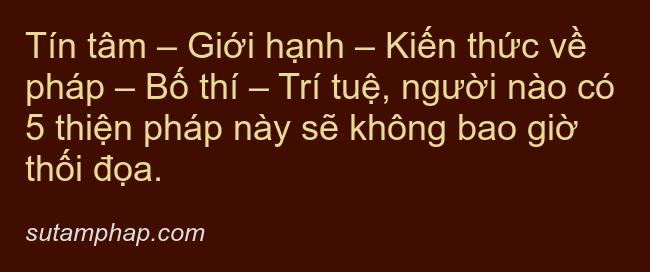 Tín tâm – Giới hạnh – Kiến thức về
pháp – Bố thí – Trí tuệ, người nào có
5 thiện pháp này sẽ không bao giờ
thối đọa.
sutamphap.com